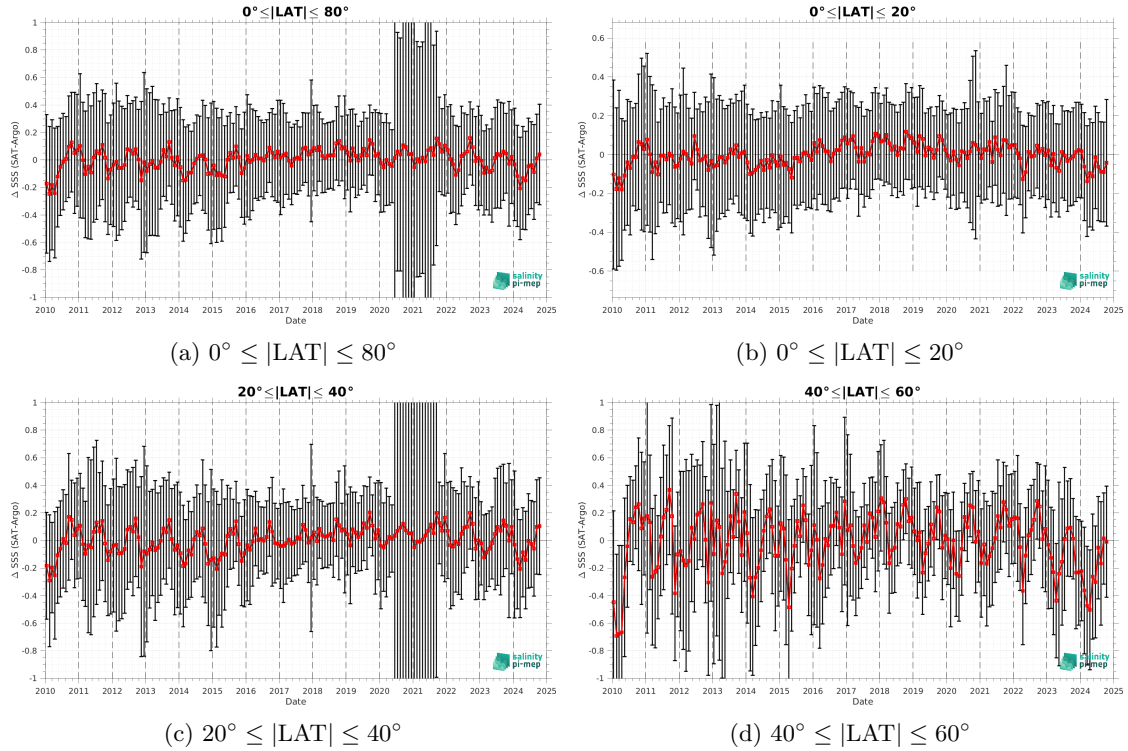 0°≤|LAT|≤ 80°
1
0.8
0.6
0.4
0.2
0
-0.2
-0.4
-0.6
-0.8
-1
Δ SSS (SAT-Argo)
2010 2011 2012 2013 2014 2015 2016 2017 2018 2019 2020 2021 2022 2023 2024 2025
Date
salinity
pi-mep
(a) 0° ≤ |LAT| ≤ 80°
0°≤|LAT|≤ 20°
0.6
0.4
0.2
0
-0.2
-0.4
-0.6
Δ SSS (SAT-Argo)
2010 2011 2012 2013 2014 2015 2016 2017 2018 2019 2020 2021 2022 2023 2024 2025
Date
salinity
pi-mep
(b) 0° ≤ |LAT| ≤ 20°
20°≤|LAT|≤ 40°
1
0.8
0.6
0.4
0.2
0
-0.2
-0.4
-0.6
-0.8
-1
Δ SSS (SAT-Argo)
2010 2011 2012 2013 2014 2015 2016 2017 2018 2019 2020 2021 2022 2023 2024 2025
Date
salinity
pi-mep
(c) 20° ≤ |LAT| ≤ 40°
40°≤|LAT|≤ 60°
1
0.8
0.6
0.4
0.2
0
-0.2
-0.4
-0.6
-0.8
-1
Δ SSS (SAT-Argo)
2010 2011 2012 2013 2014 2015 2016 2017 2018 2019 2020 2021 2022 2023 2024 2025
Date
salinity
pi-mep
(d) 40° ≤ |LAT| ≤ 60°